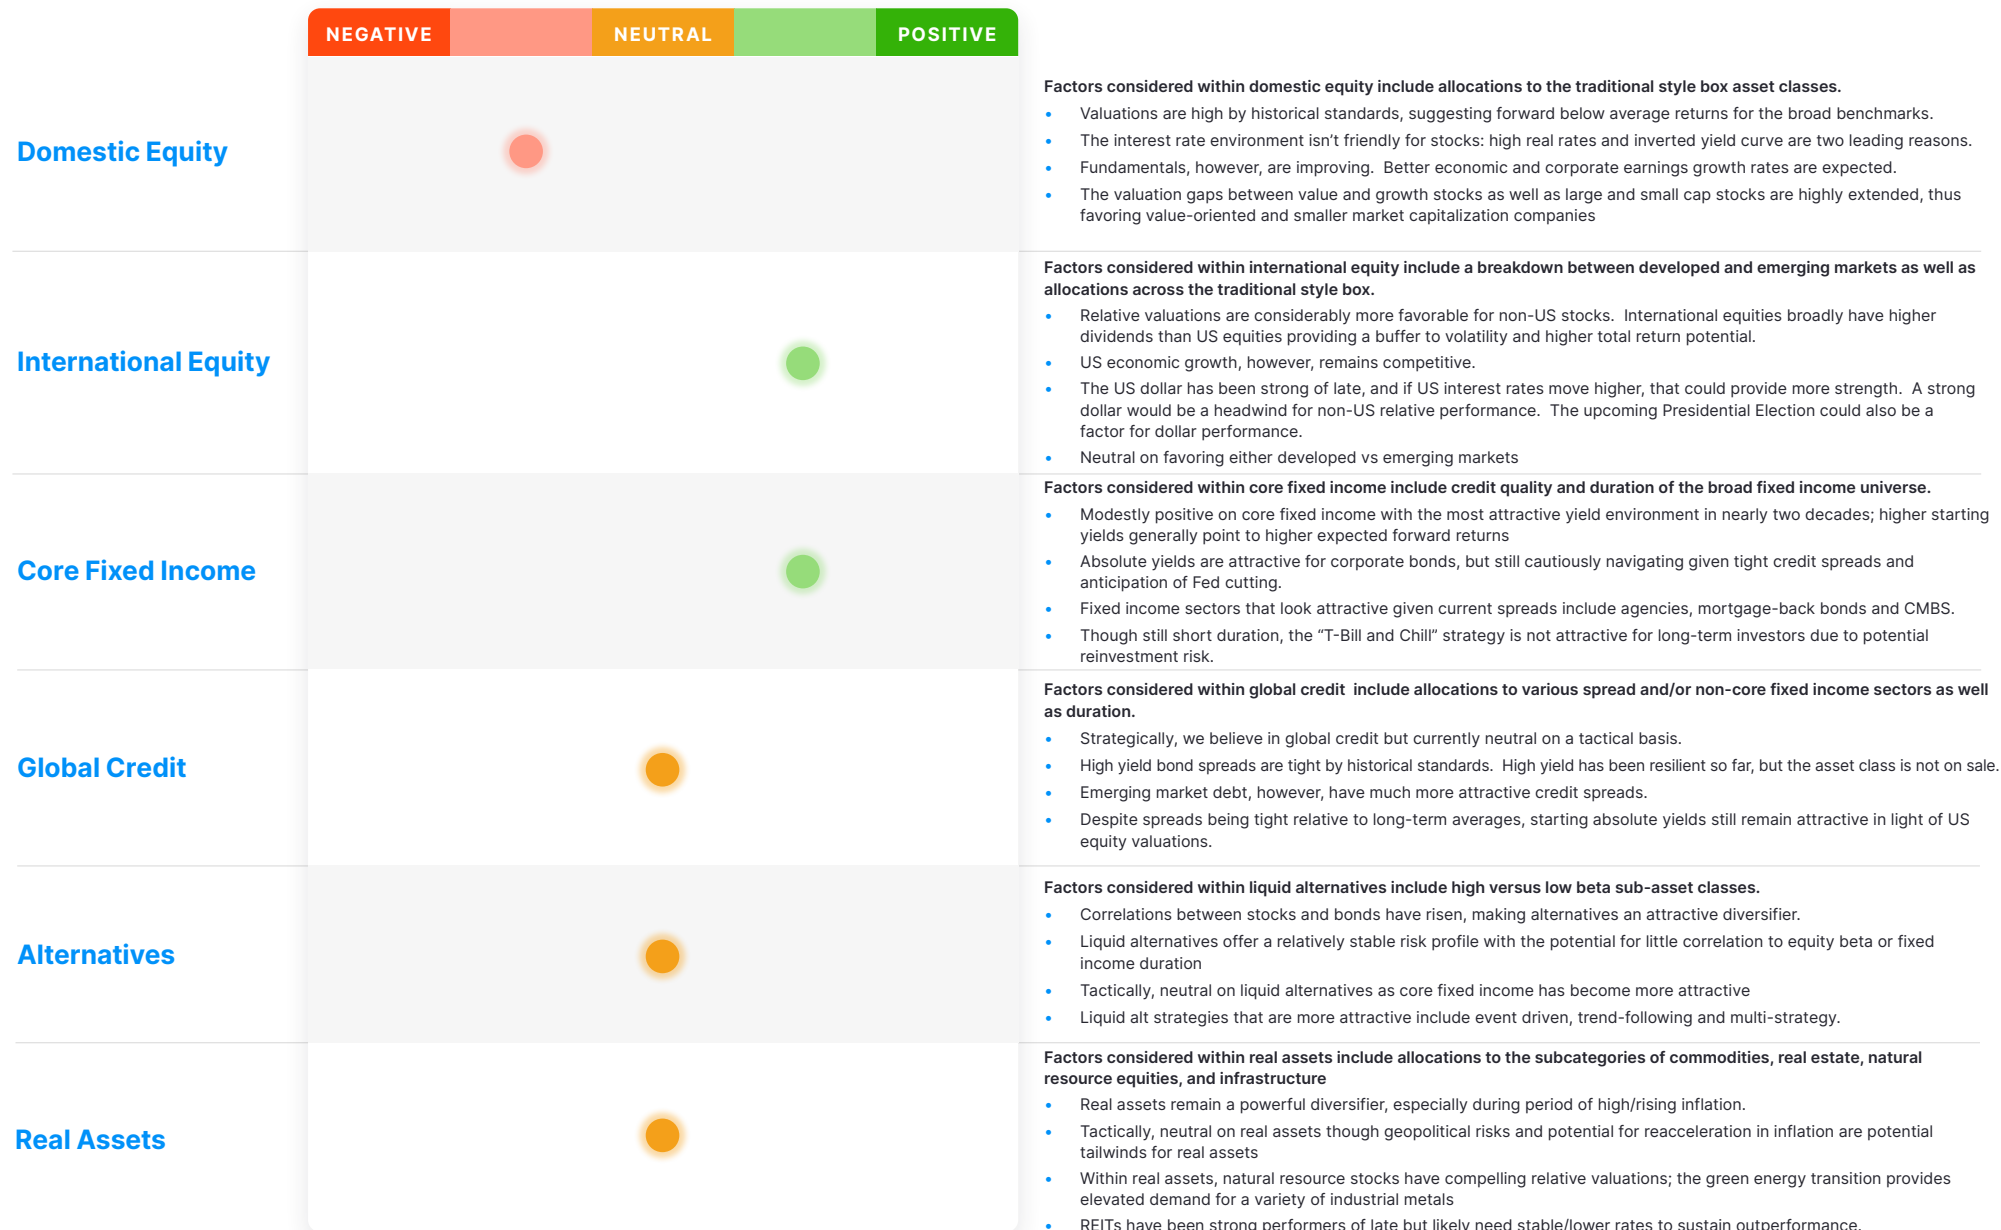 NEGATIVE NEUTRAL POSITIVE
Domestic Equity
Factors considered within domestic equity include allocations to the traditional style box asset classes.
• Valuations are high by historical standards, suggesting forward below average returns for the broad benchmarks.
• The interest rate environment isn’t friendly for stocks: high real rates and inverted yield curve are two leading reasons.
• Fundamentals, however, are improving.  Better economic and corporate earnings growth rates are expected.
• The valuation gaps between value and growth stocks as well as large and small cap stocks are highly extended, thus
favoring value-oriented and smaller market capitalization companies
International Equity
Factors considered within international equity include a breakdown between developed and emerging markets as well as
allocations across the traditional style box.
• Relative valuations are considerably more favorable for non-US stocks.  International equities broadly have higher
dividends than US equities providing a buffer to volatility and higher total return potential.
• US economic growth, however, remains competitive.
• The US dollar has been strong of late, and if US interest rates move higher, that could provide more strength.  A strong
dollar would be a headwind for non-US relative performance.  The upcoming Presidential Election could also be a
factor for dollar performance.
• Neutral on favoring either developed vs emerging markets
Core Fixed Income
Factors considered within core fixed income include credit quality and duration of the broad fixed income universe.
• Modestly positive on core fixed income with the most attractive yield environment in nearly two decades; higher starting
yields generally point to higher expected forward returns
• Absolute yields are attractive for corporate bonds, but still cautiously navigating given tight credit spreads and
anticipation of Fed cutting.
• Fixed income sectors that look attractive given current spreads include agencies, mortgage-back bonds and CMBS.
• Though still short duration, the “T-Bill and Chill” strategy is not attractive for long-term investors due to potential
reinvestment risk.
Global Credit
Factors considered within global credit  include allocations to various spread and/or non-core fixed income sectors as well
as duration.
• Strategically, we believe in global credit but currently neutral on a tactical basis.
• High yield bond spreads are tight by historical standards.  High yield has been resilient so far, but the asset class is not on sale.
• Emerging market debt, however, have much more attractive credit spreads.
• Despite spreads being tight relative to long-term averages, starting absolute yields still remain attractive in light of US
equity valuations.
Alternatives
Factors considered within liquid alternatives include high versus low beta sub-asset classes.
• Correlations between stocks and bonds have risen, making alternatives an attractive diversifier.
• Liquid alternatives offer a relatively stable risk profile with the potential for little correlation to equity beta or fixed
income duration
• Tactically, neutral on liquid alternatives as core fixed income has become more attractive
• Liquid alt strategies that are more attractive include event driven, trend-following and multi-strategy.
Real Assets
Factors considered within real assets include allocations to the subcategories of commodities, real estate, natural
resource equities, and infrastructure
• Real assets remain a powerful diversifier, especially during period of high/rising inflation.
• Tactically, neutral on real assets though geopolitical risks and potential for reacceleration in inflation are potential
tailwinds for real assets
• Within real assets, natural resource stocks have compelling relative valuations; the green energy transition provides
elevated demand for a variety of industrial metals
• REITs have been strong performers of late but likely need stable/lower rates to sustain outperformance.